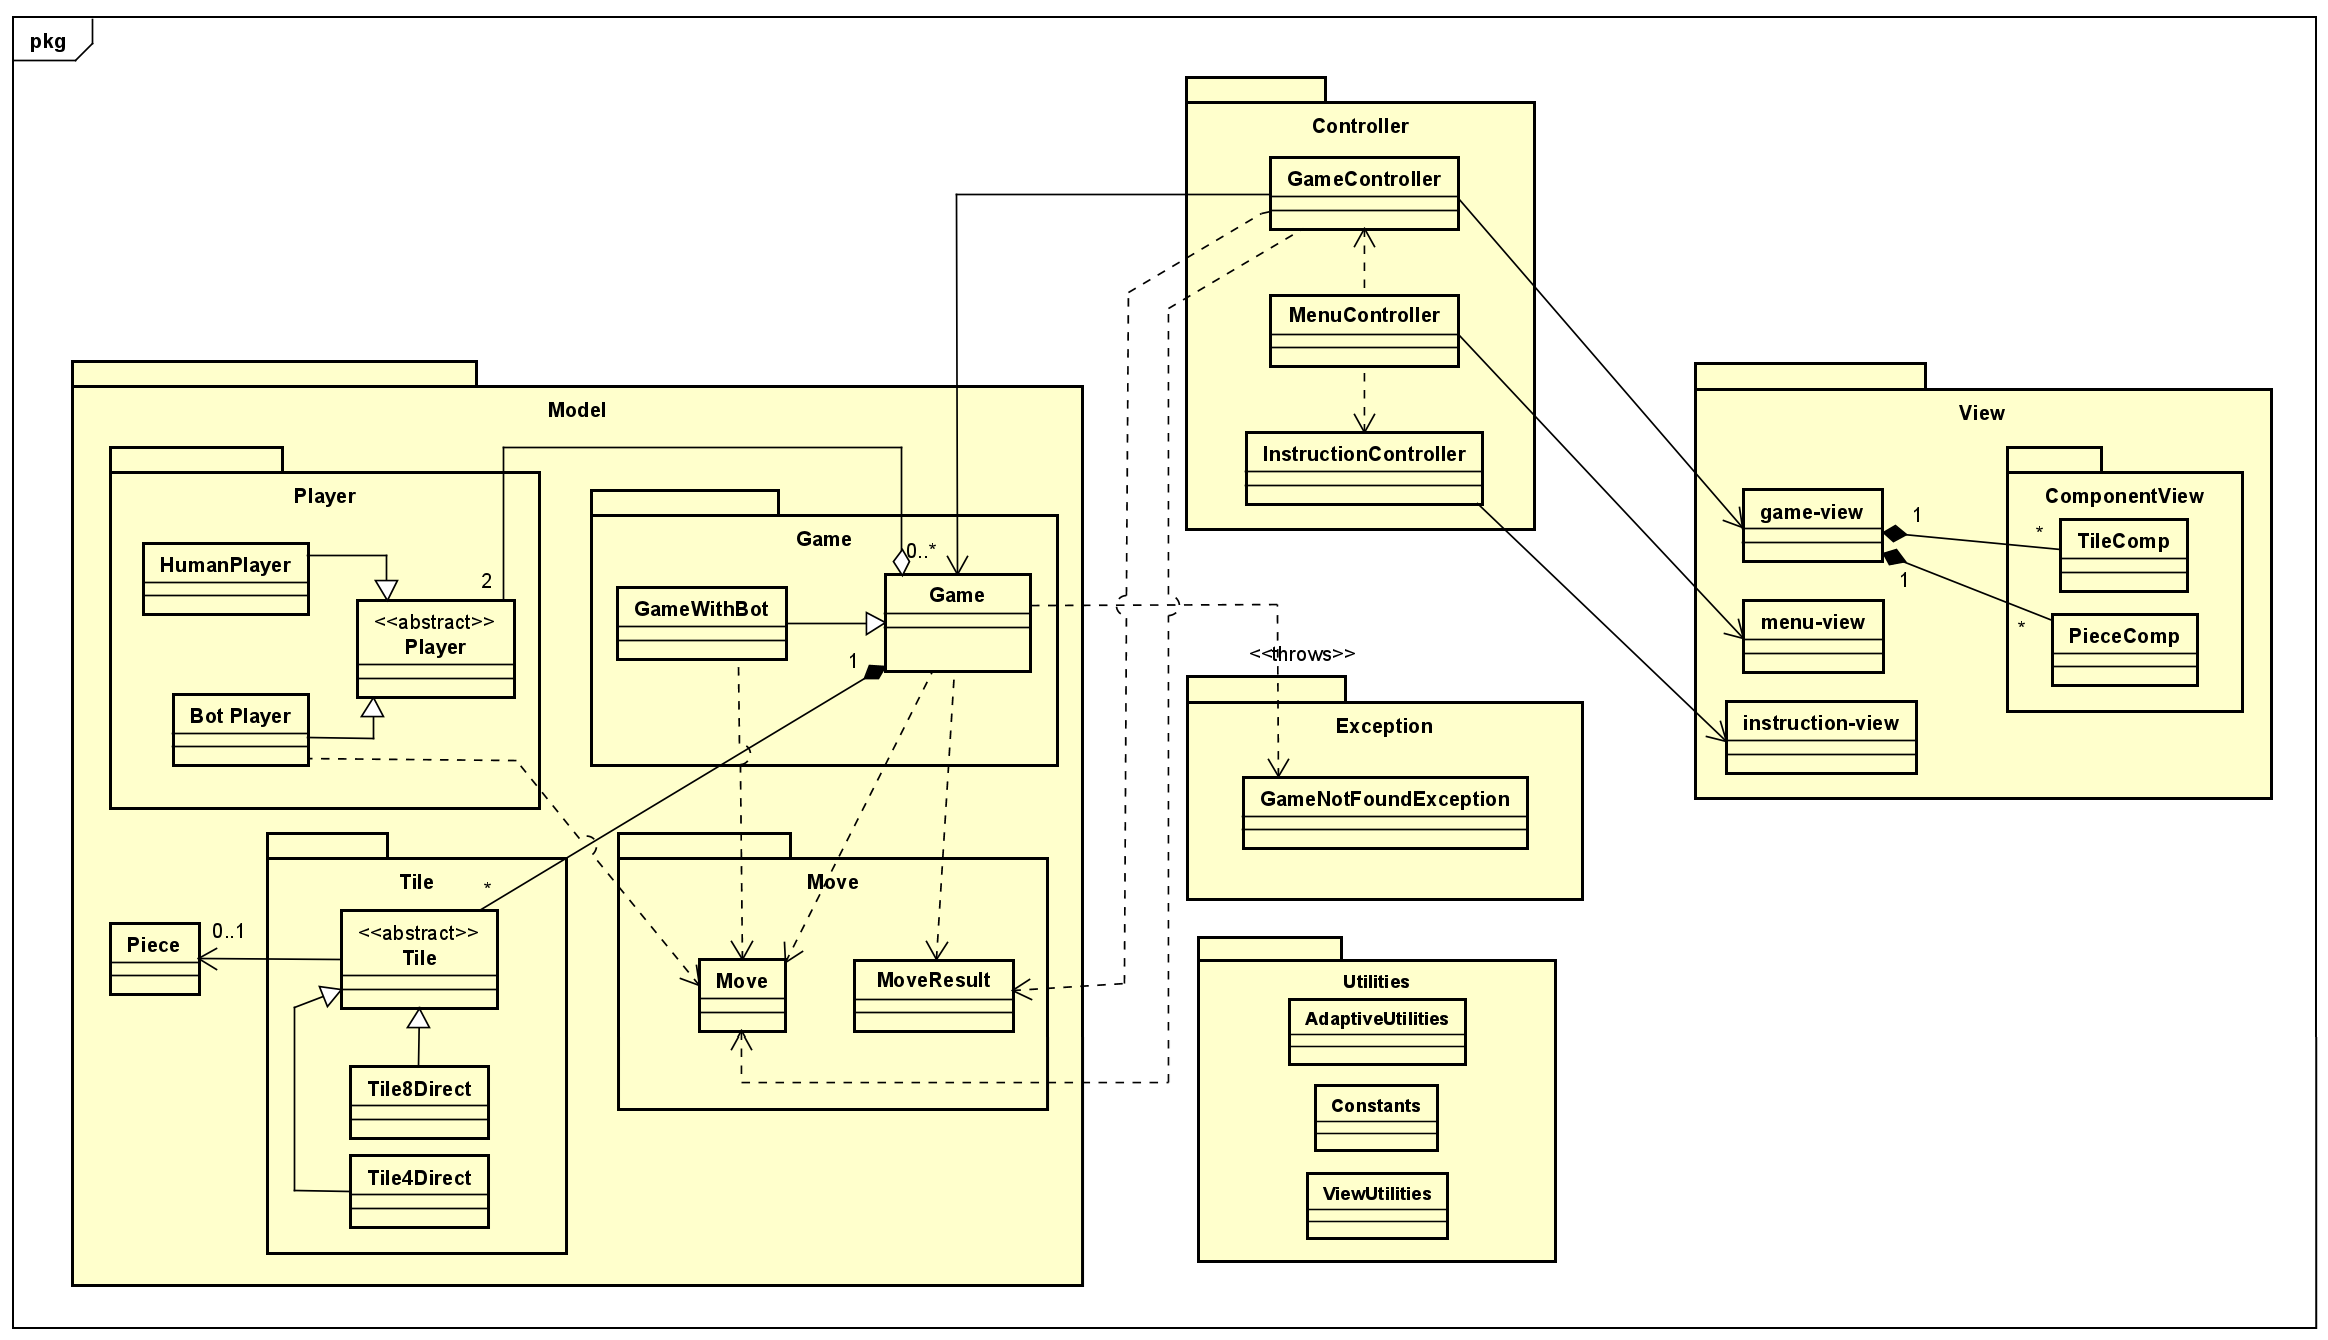 pkg
Controller
GameController
MenuController
InstructionController
Model
Player
HumanPlayer
2
<<abstract>>
Player
Bot Player
Game
0..*
GameWithBot
Game
1
Tile
*
<<abstract>>
Tile
Piece
0..1
Tile8Direct
Tile4Direct
Move
Move
MoveResult
<<throws>>
Exception
GameNotFoundException
Utilities
AdaptiveUtilities
Constants
ViewUtilities
View
game-view
1
1
menu-view
instruction-view
ComponentView
*
TileComp
*
PieceComp